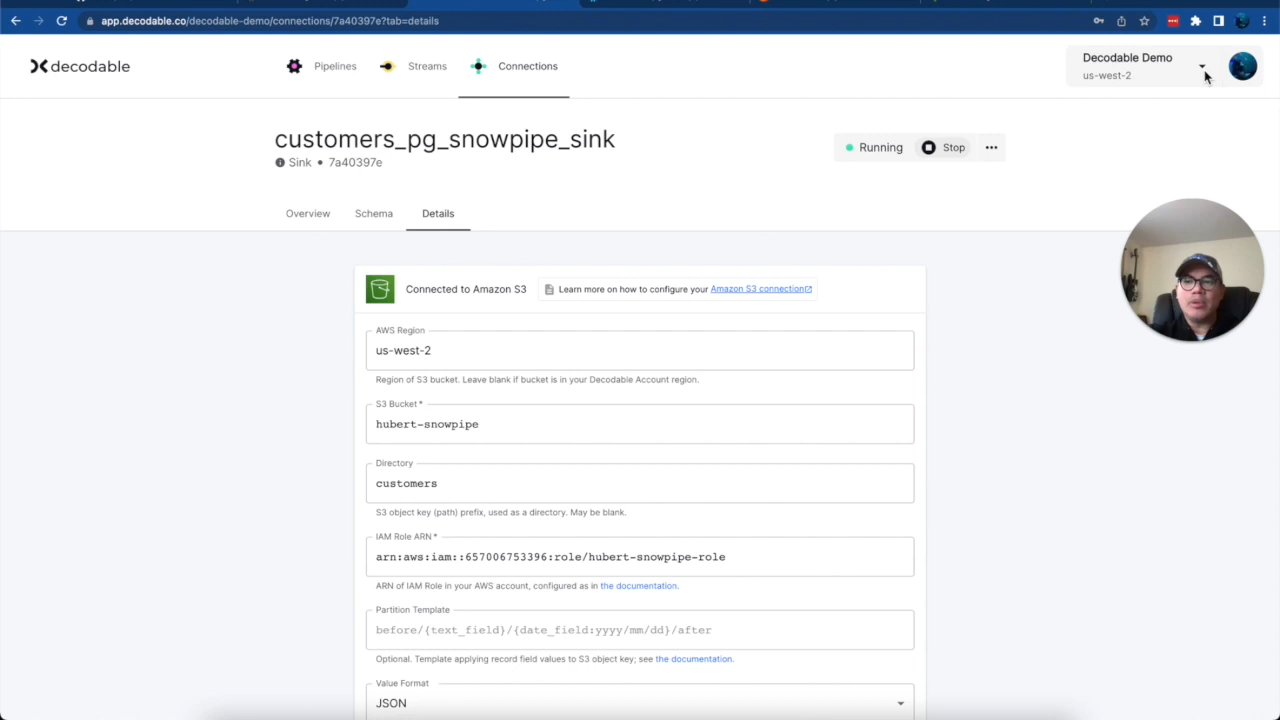 app.decodable.co/decodable-demo/connections/7a40397e?tab=details
decodable
Pipelines
Streams
Connections
Decodable Demo
us-west-2
customers_pg_snowpipe_sink
Sink • 7a40397e
Running
Stop
Overview
Schema
Details
Connected to Amazon S3
Learn more on how to configure your Amazon S3 connection
AWS Region
us-west-2
Region of S3 bucket. Leave blank if bucket is in your Decodable Account region.
S3 Bucket *
hubert-snowpipe
Directory
customers
S3 object key (path) prefix, used as a directory. May be blank.
IAM Role ARN *
arn:aws:iam::657006753396:role/hubert-snowpipe-role
ARN of IAM Role in your AWS account, configured as in the documentation.
Partition Template
before/{text_field}/{date_field:yyyy/mm/dd}/after
Optional. Template applying record field values to S3 object key; see the documentation.
Value Format
JSON